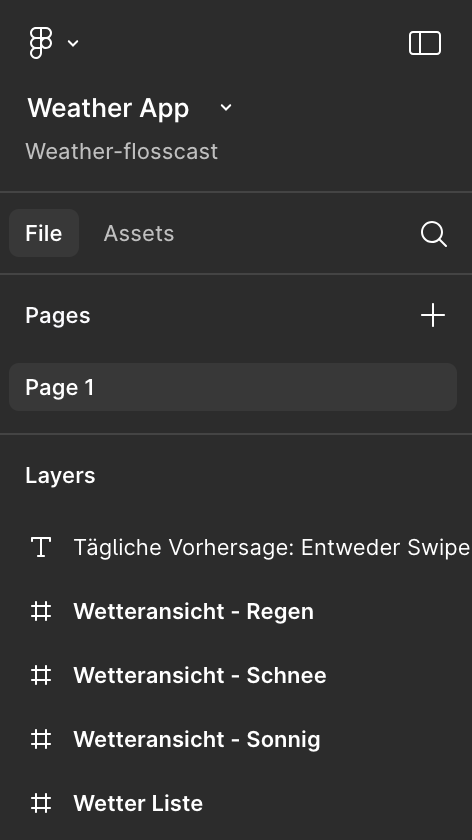 Weather App
Weather-flosscast
File Assets
Pages
Page 1
Layers
Tägliche Vorhersage: Entweder Swipe
Wetteransicht - Regen
Wetteransicht - Schnee
Wetteransicht - Sonnig
Wetter Liste